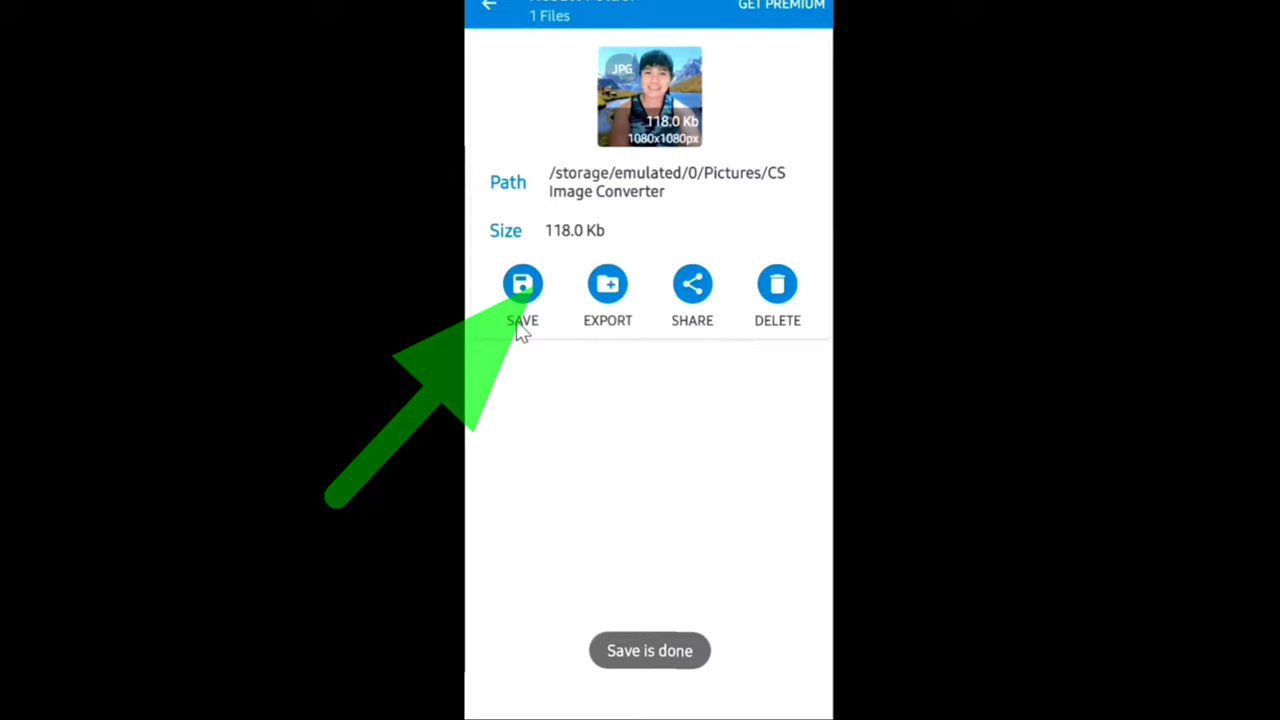 GET PREMIUM
1 Files
JPG
118.0 Kb
1080x1080px
Path
/storage/emulated/0/Pictures/CS
Image Converter
Size
118.0 Kb
SAVE
EXPORT
SHARE
DELETE
Save is done